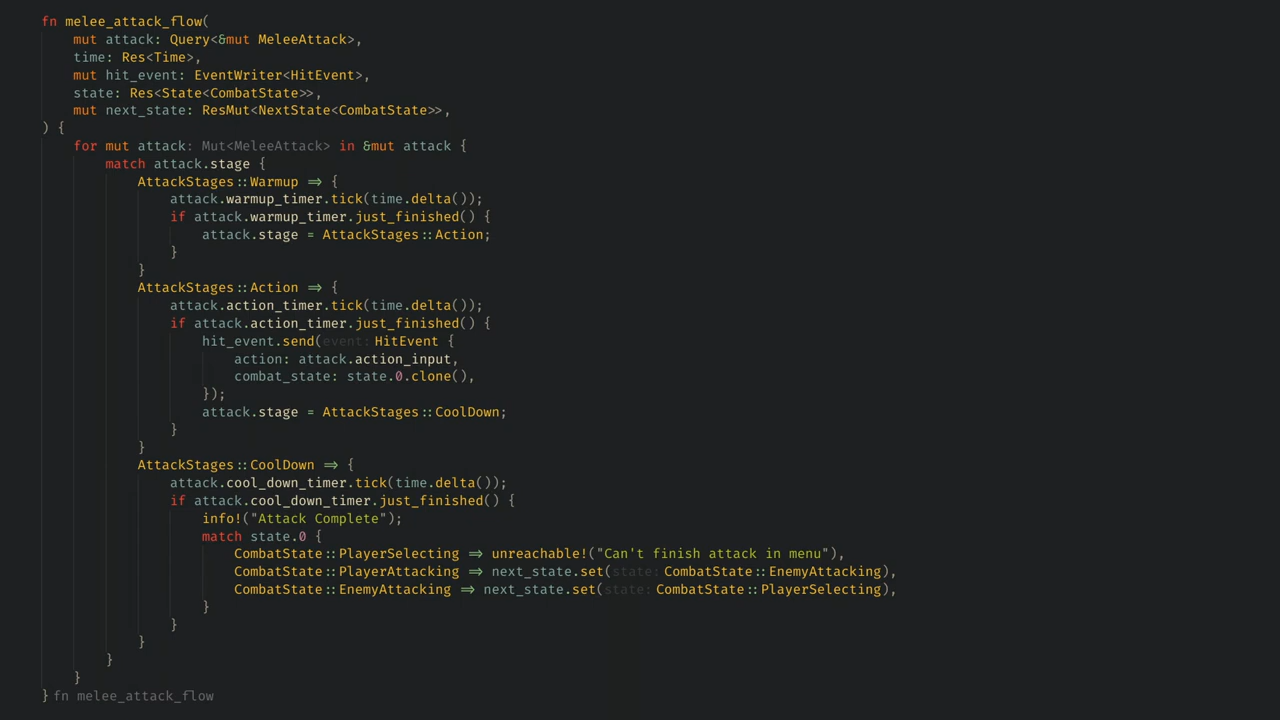 fn melee_attack_flow(
    mut attack: Query<&mut MeleeAttack>,
    time: Res<Time>,
    mut hit_event: EventWriter<HitEvent>,
    state: Res<State<CombatState>>,
    mut next_state: ResMut<NextState<CombatState>>,
) {
    for mut attack: Mut<MeleeAttack> in &mut attack {
        match attack.stage {
            AttackStages::Warmup => {
                attack.warmup_timer.tick(time.delta());
                if attack.warmup_timer.just_finished() {
                    attack.stage = AttackStages::Action;
                }
            }
            AttackStages::Action => {
                attack.action_timer.tick(time.delta());
                if attack.action_timer.just_finished() {
                    hit_event.send(event: HitEvent {
                        action: attack.action_input,
                        combat_state: state.0.clone(),
                    });
                    attack.stage = AttackStages::CoolDown;
                }
            }
            AttackStages::CoolDown => {
                attack.cool_down_timer.tick(time.delta());
                if attack.cool_down_timer.just_finished() {
                    info!("Attack Complete");
                    match state.0 {
                        CombatState::PlayerSelecting => unreachable!("Can't finish attack in menu"),
                        CombatState::PlayerAttacking => next_state.set(state: CombatState::EnemyAttacking),
                        CombatState::EnemyAttacking => next_state.set(state: CombatState::PlayerSelecting),
                    }
                }
            }
        }
    }
} fn melee_attack_flow